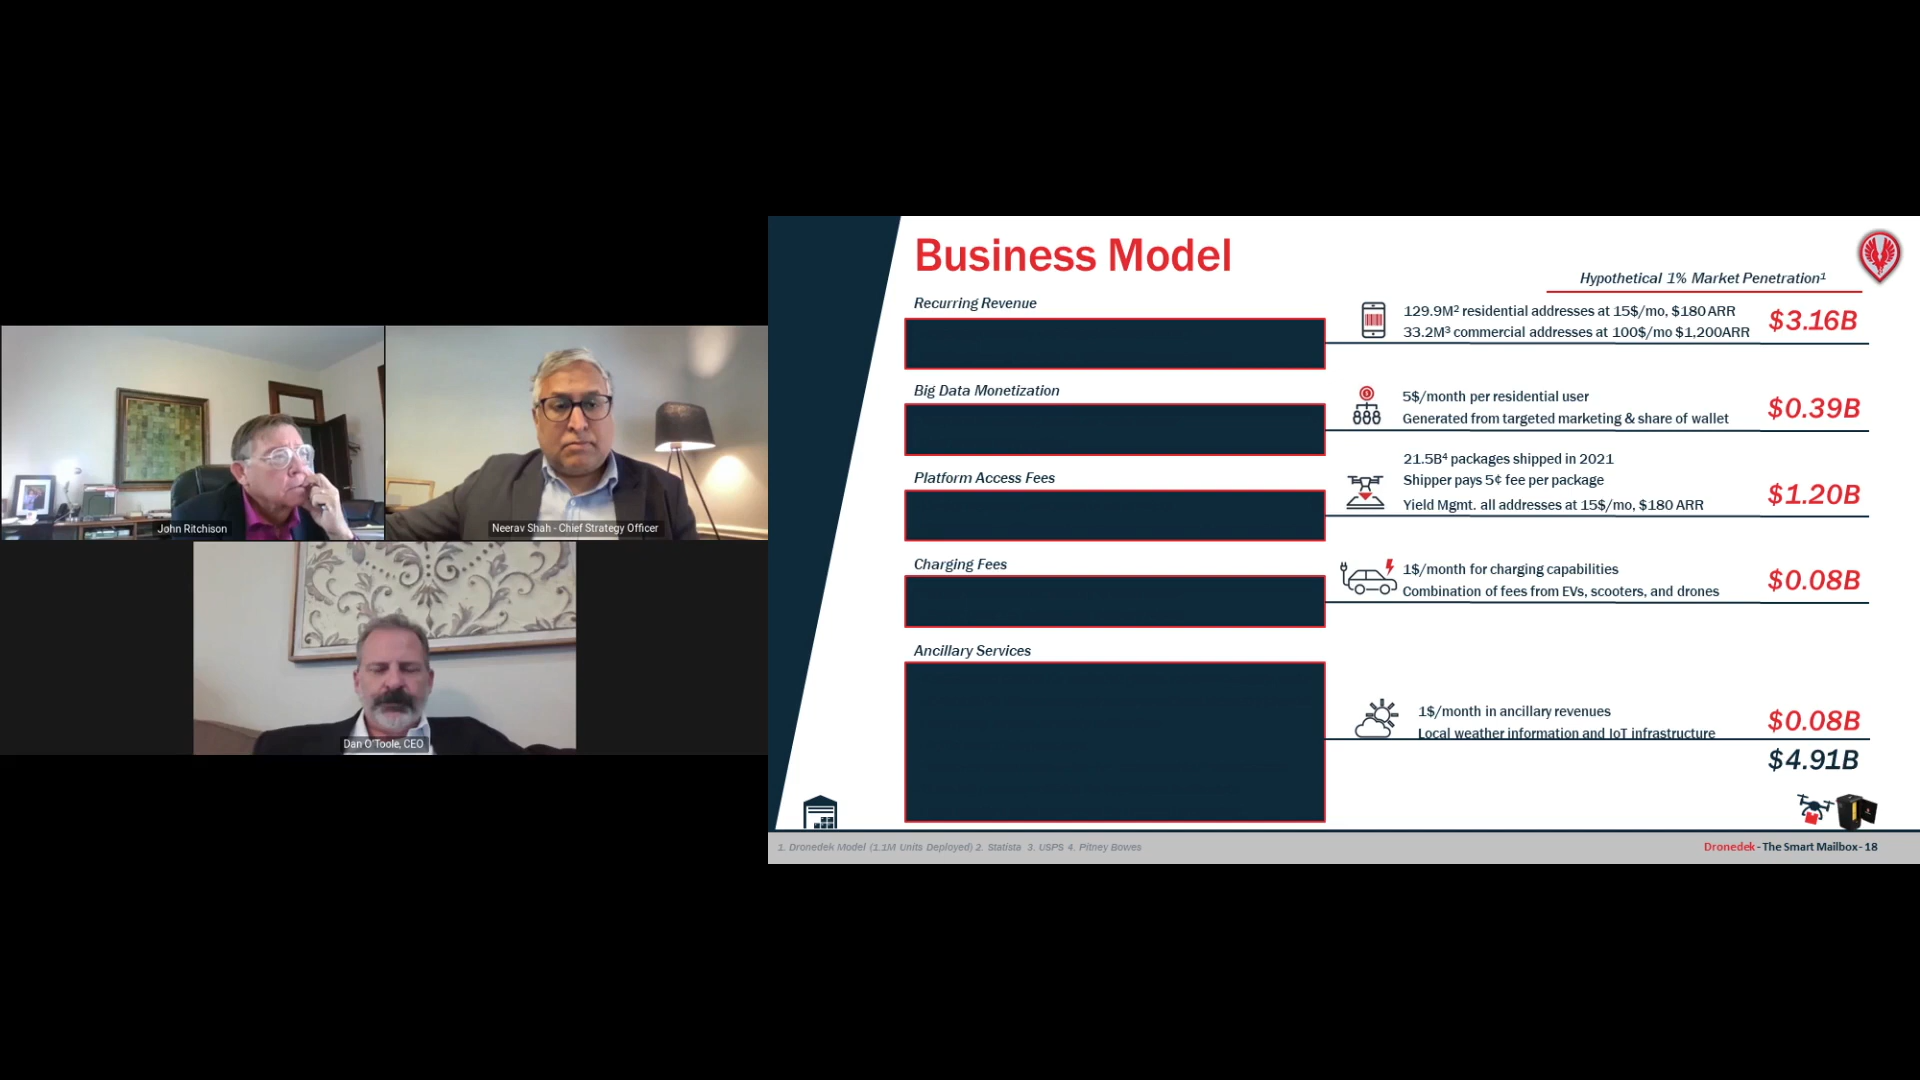 John Ritchison
Neerav Shah - Chief Strategy Officer
Dan O'Toole, CEO
Business Model
Hypothetical 1% Market Penetration¹
Recurring Revenue
129.9M² residential addresses at 15$/mo, $180 ARR
33.2M³ commercial addresses at 100$/mo $1,200ARR
$3.16B
Big Data Monetization
5$/month per residential user
Generated from targeted marketing & share of wallet
$0.39B
Platform Access Fees
21.5B⁴ packages shipped in 2021
Shipper pays 5¢ fee per package
Yield Mgmt. all addresses at 15$/mo, $180 ARR
$1.20B
Charging Fees
1$/month for charging capabilities
Combination of fees from EVs, scooters, and drones
$0.08B
Ancillary Services
1$/month in ancillary revenues
Local weather information and IoT infrastructure
$0.08B
$4.91B
1. Dronedek Model (1.1M Units Deployed) 2. Statista 3. USPS 4. Pitney Bowes
Dronedek - The Smart Mailbox - 18